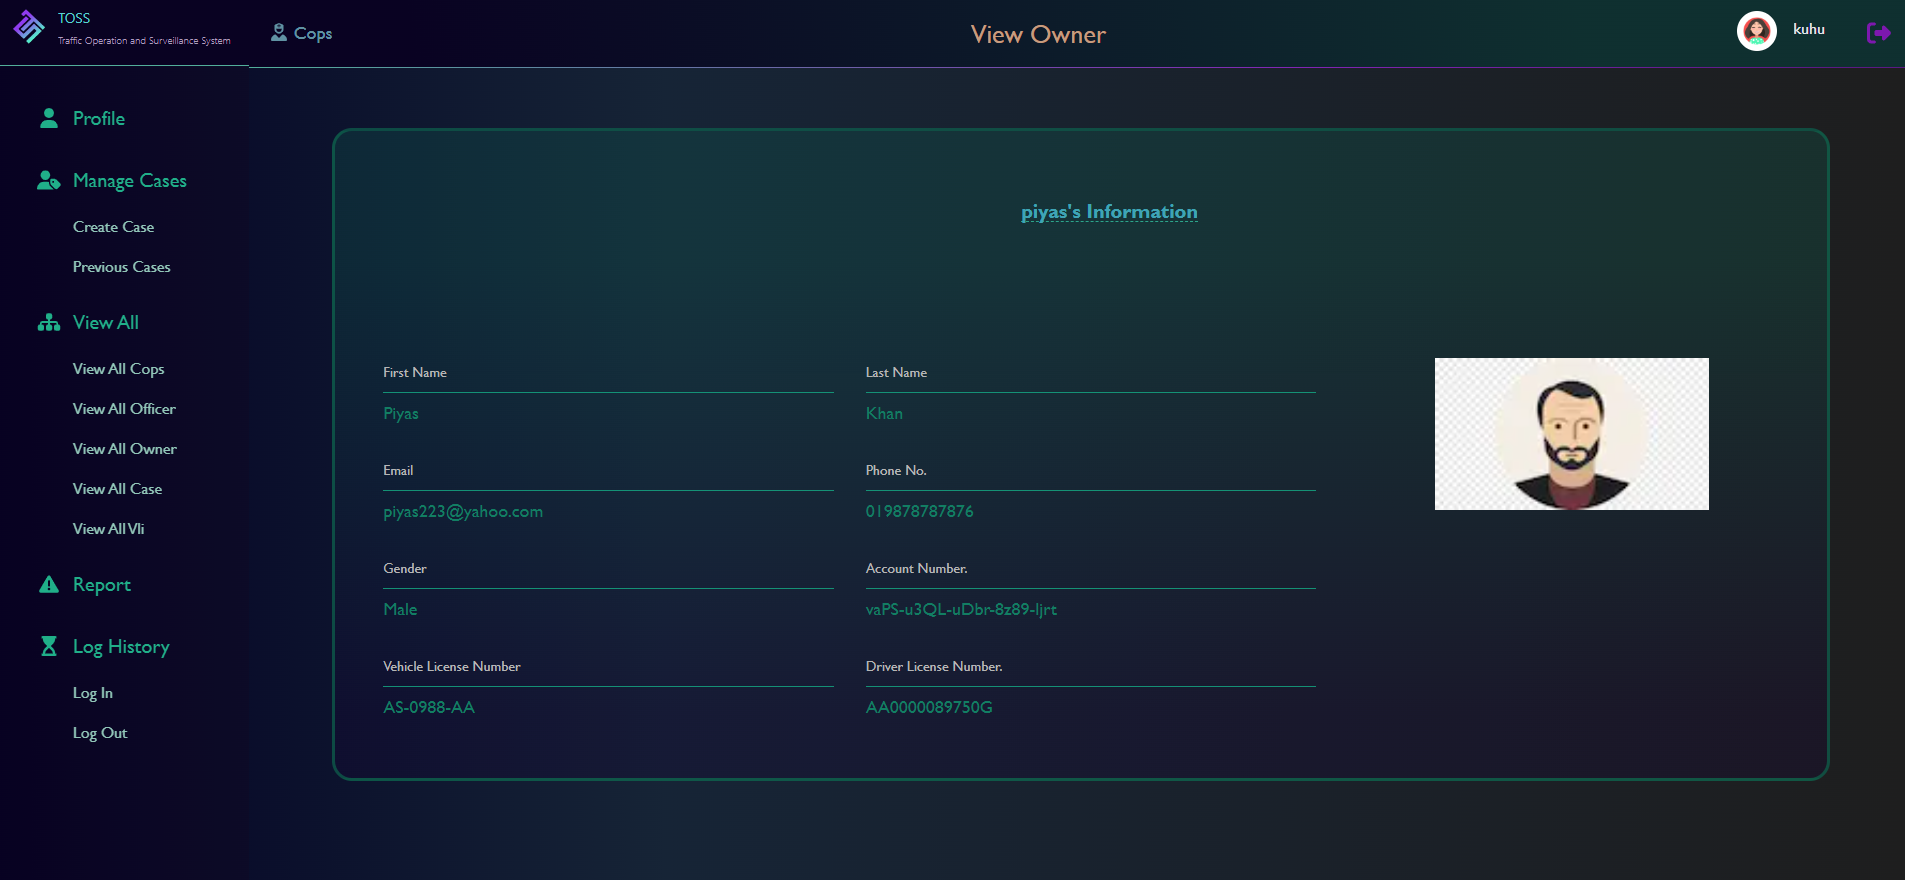 TOSS
Traffic Operation and Surveillance System
Cops
View Owner
kuhu
Profile
Manage Cases
Create Case
Previous Cases
View All
View All Cops
View All Officer
View All Owner
View All Case
View All Vli
Report
Log History
Log In
Log Out
piyas's Information
First Name
Last Name
Piyas
Khan
Email
Phone No.
piyas223@yahoo.com
019878787876
Gender
Account Number.
Male
vaPS-u3QL-uDbr-8z89-ljrt
Vehicle License Number
Driver License Number.
AS-0988-AA
AA0000089750G